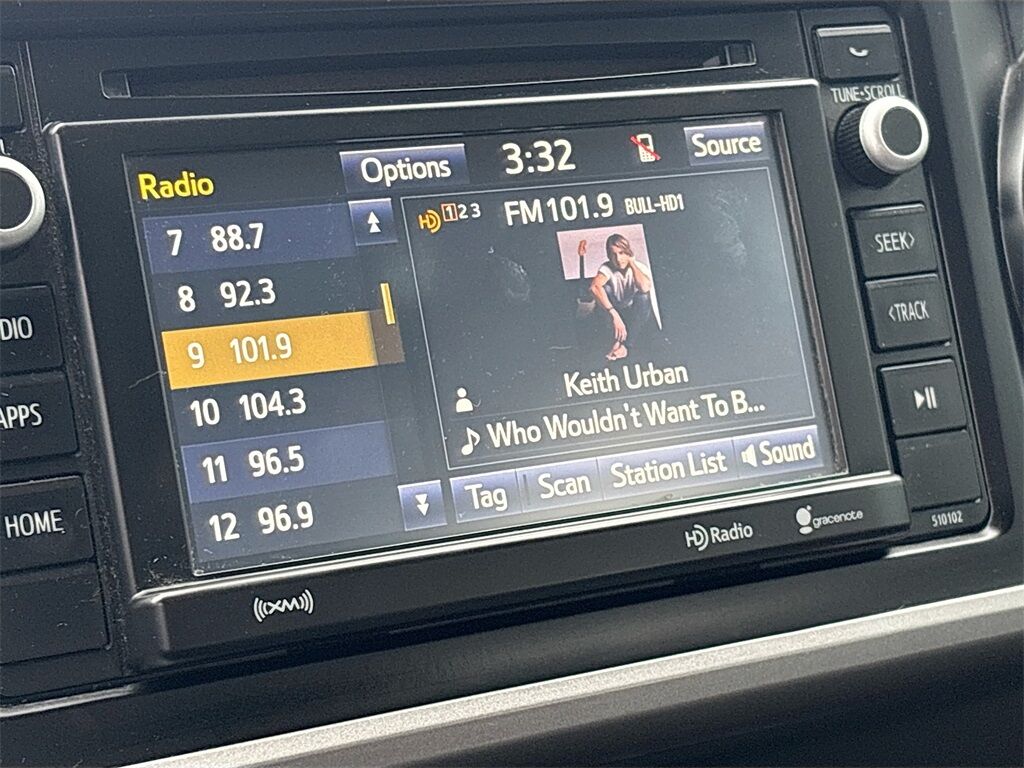 TUNE•SCROLL
Radio
Options
3:32
Source
7 88.7
8 92.3
9 101.9
10 104.3
11 96.5
12 96.9
HD 1 2 3
FM 101.9 BULL-HD1
Keith Urban
Who Wouldn't Want To B...
Tag
Scan
Station List
Sound
SEEK>
<TRACK
DIO
APPS
HOME
((XM))
HD Radio
gracenote
510102